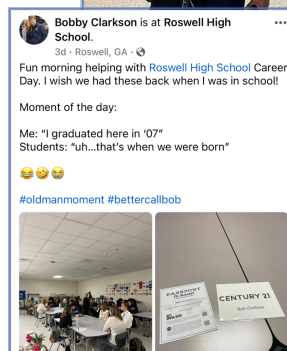 Bobby Clarkson is at Roswell High
School.
3d · Roswell, GA ·
Fun morning helping with Roswell High School Career
Day. I wish we had these back when I was in school!
Moment of the day:
Me: “I graduated here in ‘07”
Students: “uh...that’s when we were born”
😂🤣😭
#oldmanmoment #bettercallbob
PASSPORT
CENTURY 21
Bob Clarkson